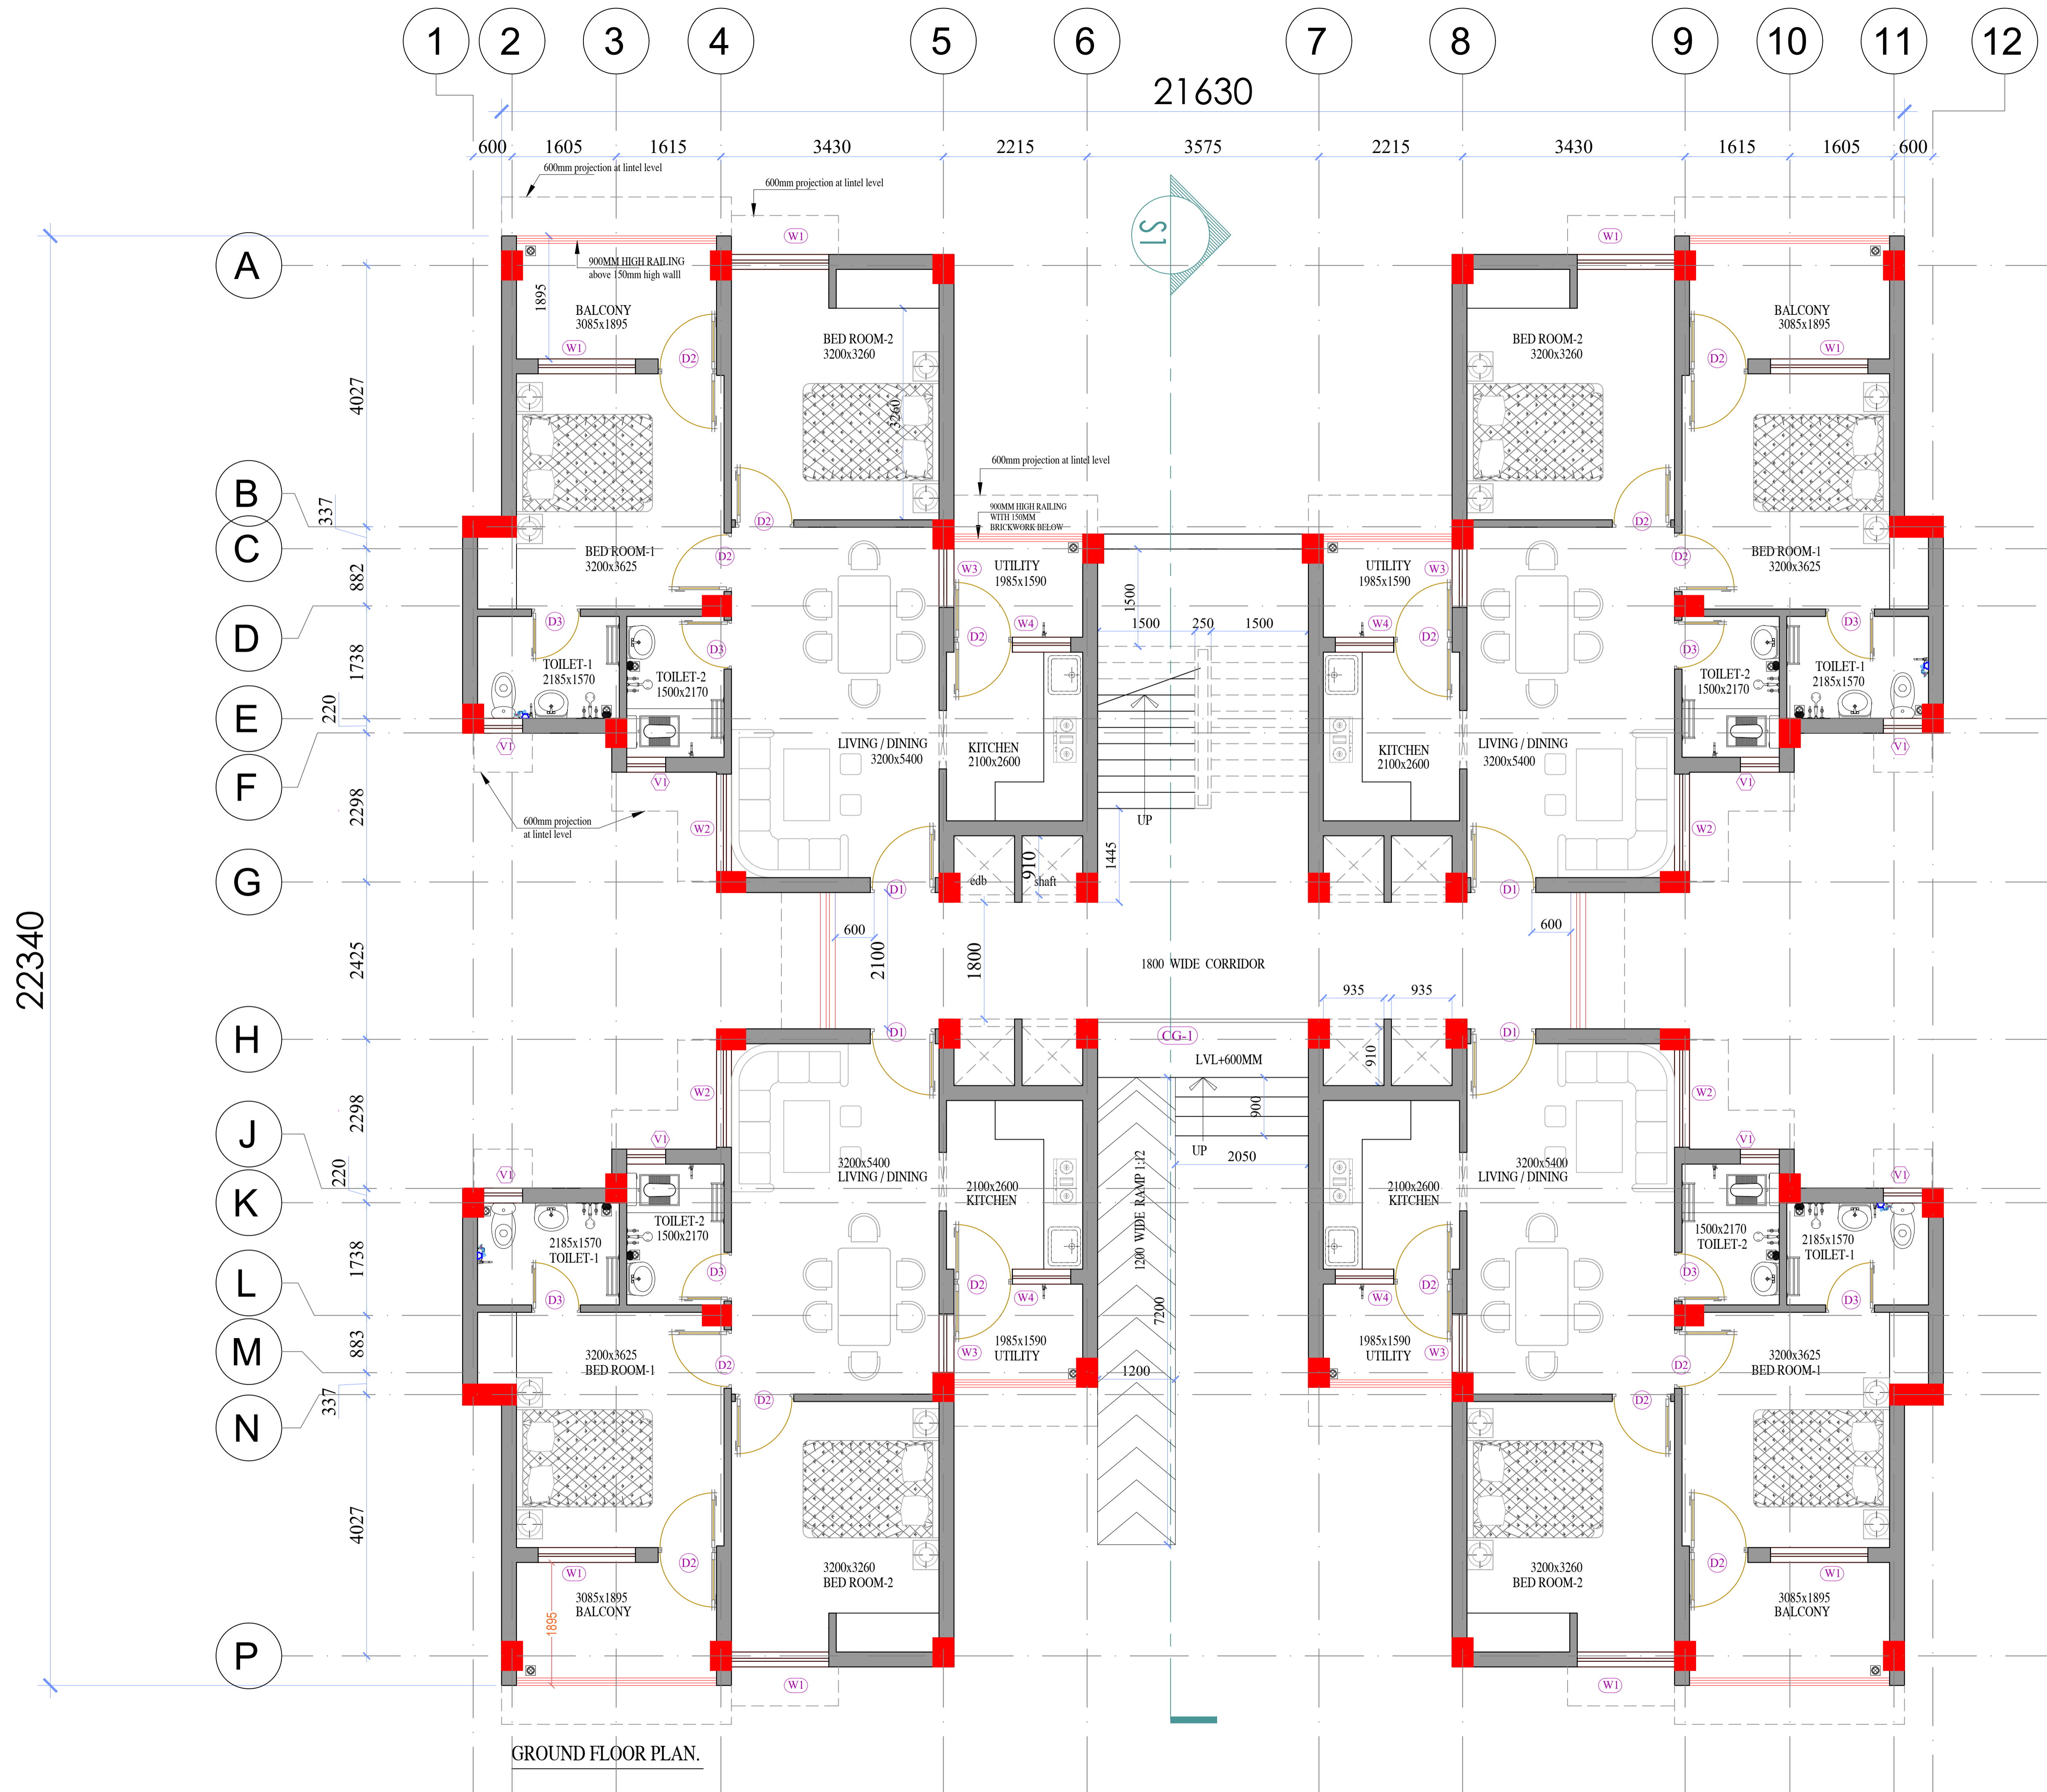 1 2 3 4 5 6 7 8 9 10 11 12
21630
600 1605 1615 3430 2215 3575 2215 3430 1615 1605 600
600mm projection at lintel level
600mm projection at lintel level
S1
W1 W1
A
900MM HIGH RAILING
above 150mm high walll
1895
BALCONY
3085x1895
BALCONY
3085x1895
W1 D2
BED ROOM-2
3200x3260
BED ROOM-2
3200x3260
D2 W1
4027
3260
600mm projection at lintel level
B
337
900MM HIGH RAILING
WITH 150MM
BRICKWORK BELOW
D2 D2
C
BED ROOM-1
3200x3625
D2
W3
UTILITY
1985x1590
UTILITY
1985x1590
W3
D2
BED ROOM-1
3200x3625
882
1500
D
1500 250 1500
D3 D3 W4 D2 W4 D2 D3 D3
1738
TOILET-1
2185x1570
TOILET-2
1500x2170
TOILET-2
1500x2170
TOILET-1
2185x1570
E
220
F
V1 V1
LIVING / DINING
3200x5400
KITCHEN
2100x2600
KITCHEN
2100x2600
LIVING / DINING
3200x5400
V1 V1
2298
600mm projection
at lintel level
W2
UP
W2
1445
910
G
edb shaft
D1 D1
600 600
2425
2100
1800
1800 WIDE CORRIDOR
22340
935 935
H
D1
CG-1
D1
LVL+600MM
910
W2 W2
2298
900
UP
J
V1 V1 V1 V1
2050
220
3200x5400
LIVING / DINING
2100x2600
KITCHEN
1200 WIDE RAMP 1:12
2100x2600
KITCHEN
3200x5400
LIVING / DINING
K
TOILET-2
1500x2170
2185x1570
TOILET-1
1500x2170
TOILET-2
2185x1570
TOILET-1
1738
L
D3 D3 D2 W4 W4 D2 D3 D3
7200
883
M
3200x3625
BED ROOM-1
D2
W3
1985x1590
UTILITY
1985x1590
UTILITY
W3
D2
3200x3625
BED ROOM-1
1200
N
337
D2 D2
4027
W1 D2
3200x3260
BED ROOM-2
3200x3260
BED ROOM-2
D2 W1
3085x1895
BALCONY
3085x1895
BALCONY
1895
P
W1 W1
GROUND FLOOR PLAN.